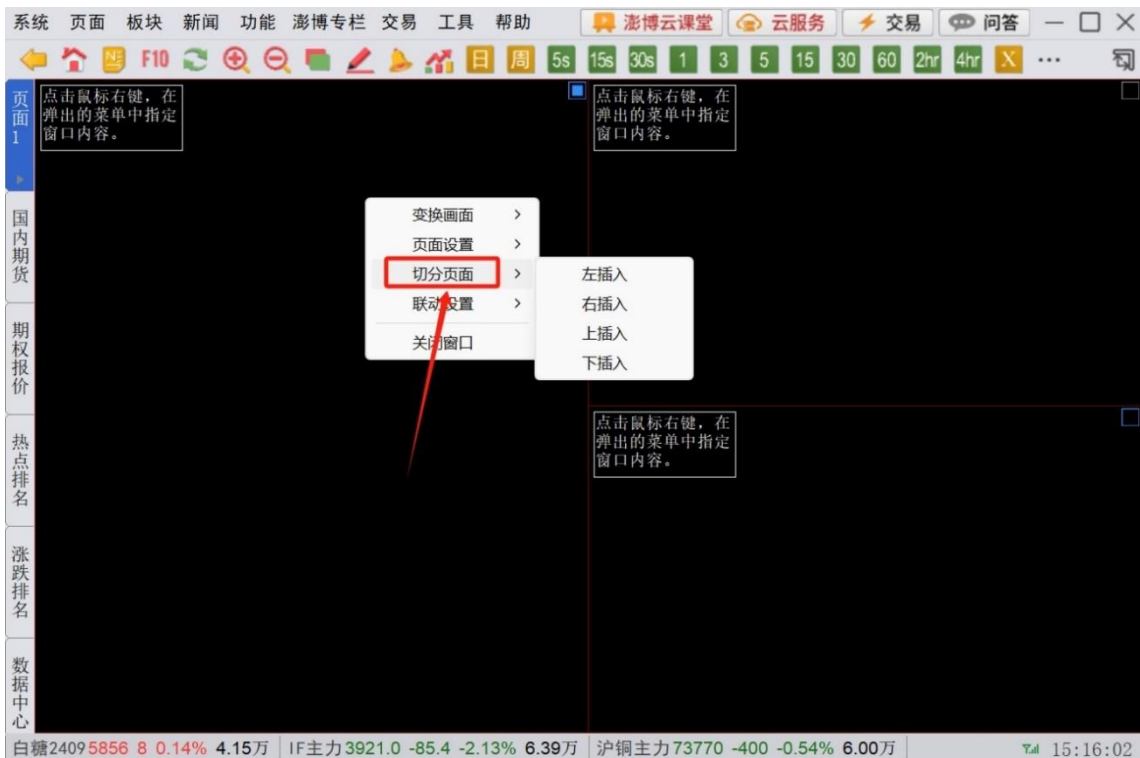 系统 页面 板块 新闻 功能 澎博专栏 交易 工具 帮助 澎博云课堂 云服务 交易 问答
F10 日 周 5s 15s 30s 1 3 5 15 30 60 2hr 4hr X ...
页面1
国内期货
期权报价
热点排名
涨跌排名
数据中心
点击鼠标右键，在
弹出的菜单中指定
窗口内容。
点击鼠标右键，在
弹出的菜单中指定
窗口内容。
变换画面
页面设置
切分页面
联动设置
关闭窗口
左插入
右插入
上插入
下插入
点击鼠标右键，在
弹出的菜单中指定
窗口内容。
白糖2409 5856 8 0.14% 4.15万 IF主力 3921.0 -85.4 -2.13% 6.39万 沪铜主力 73770 -400 -0.54% 6.00万 15:16:02